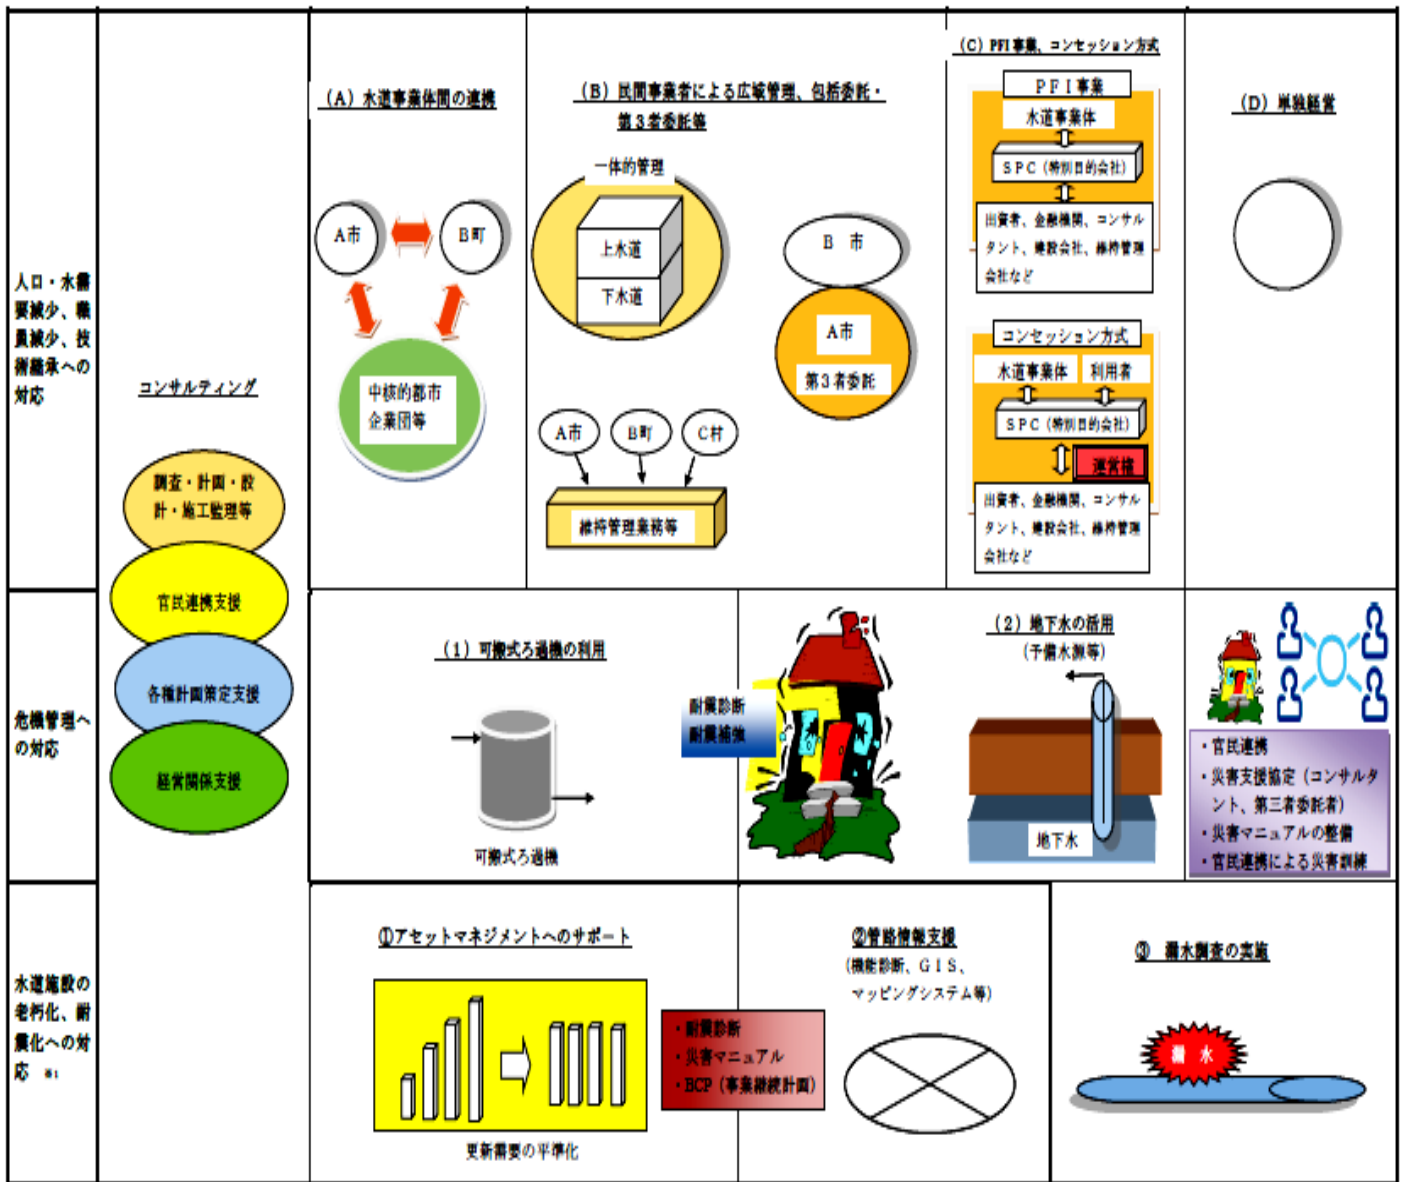 人口・水需
要減少、職
員減少、技
術継承への
対応
コンサルティング
調査・計画・設
計・施工監理等
官民連携支援
各種計画策定支援
経営関係支援
(A) 水道事業体間の連携
A市
B町
中核的都市
企業団等
(B) 民間事業者による広域管理、包括委託・
第3者委託等
一体的管理
上水道
下水道
B 市
A市
第3者委託
A市
B町
C村
維持管理業務等
(C) PFI事業、コンセッション方式
PFI事業
水道事業体
SPC(特別目的会社)
出資者、金融機関、コンサル
タント、建設会社、維持管理
会社など
コンセッション方式
水道事業体
利用者
SPC(特別目的会社)
運営権
出資者、金融機関、コンサル
タント、建設会社、維持管理
会社など
(D) 単独経営
危機管理へ
の対応
(1) 可搬式ろ過機の利用
可搬式ろ過機
耐震診断
耐震補強
(2) 地下水の活用
(予備水源等)
地下水
・官民連携
・災害支援協定(コンサルタ
ント、第三者委託者)
・災害マニュアルの整備
・官民連携による災害訓練
水道施設の
老朽化、耐
震化への対
応 ※1
①アセットマネジメントへのサポート
更新需要の平準化
・耐震診断
・災害マニュアル
・BCP(事業継続計画)
②管路情報支援
(機能診断、GIS、
マッピングシステム等)
③ 漏水調査の実施
漏 水